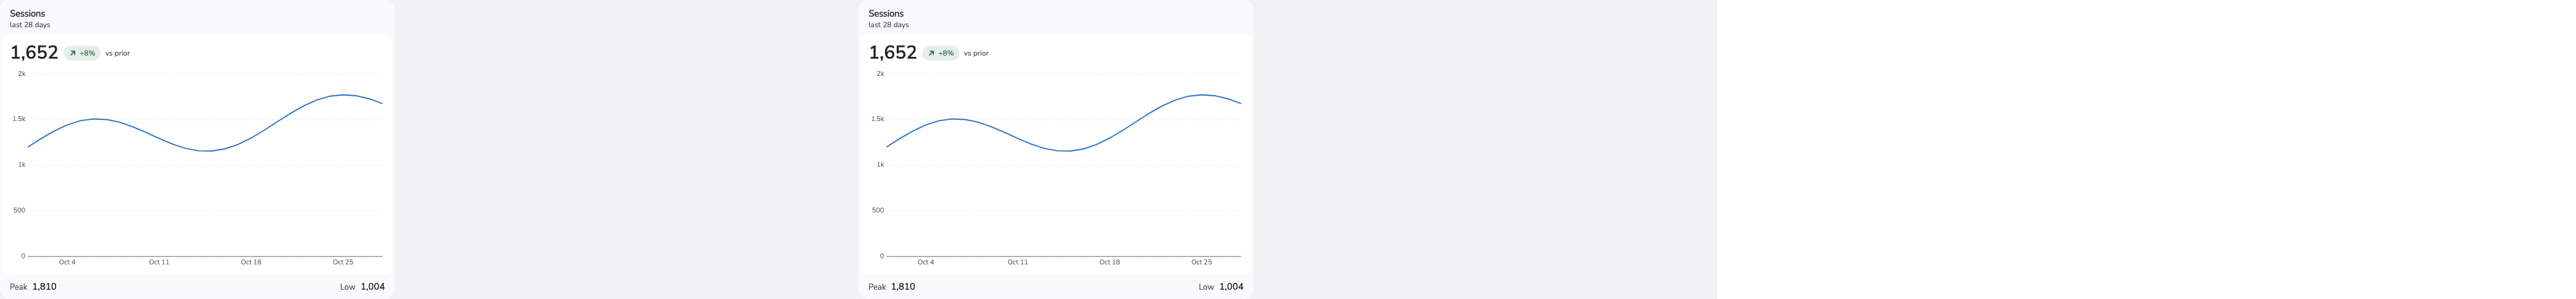 Sessions
last 28 days
1,652 +8% vs prior
2k
1.5k
1k
500
0
Oct 4 Oct 11 Oct 18 Oct 25
Peak 1,810 Low 1,004
Sessions
last 28 days
1,652 +8% vs prior
2k
1.5k
1k
500
0
Oct 4 Oct 11 Oct 18 Oct 25
Peak 1,810 Low 1,004